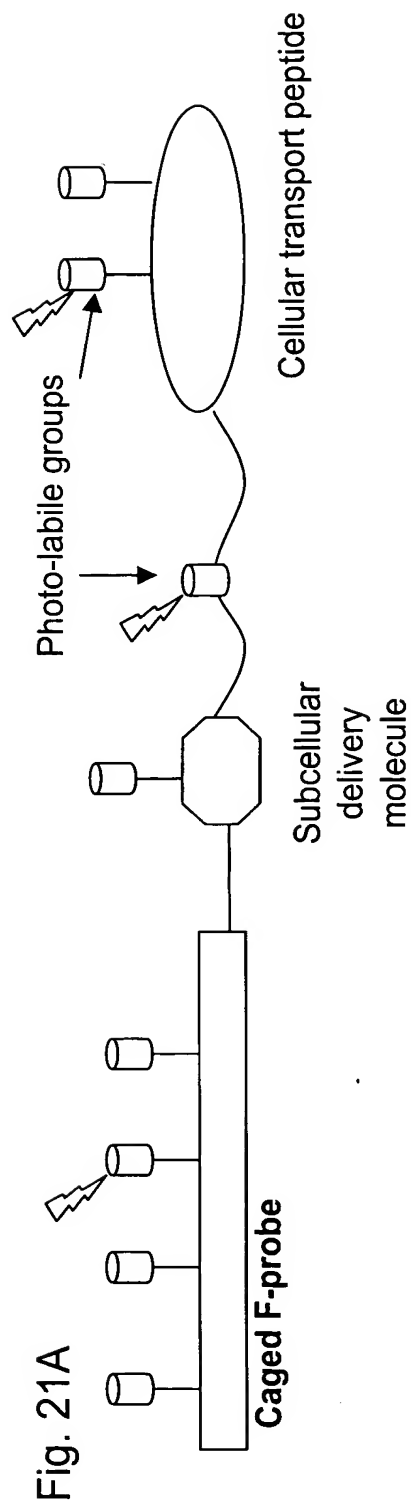 Fig. 21A
Photo-labile groups
Caged F-probe
Subcellular
delivery
molecule
Cellular transport peptide